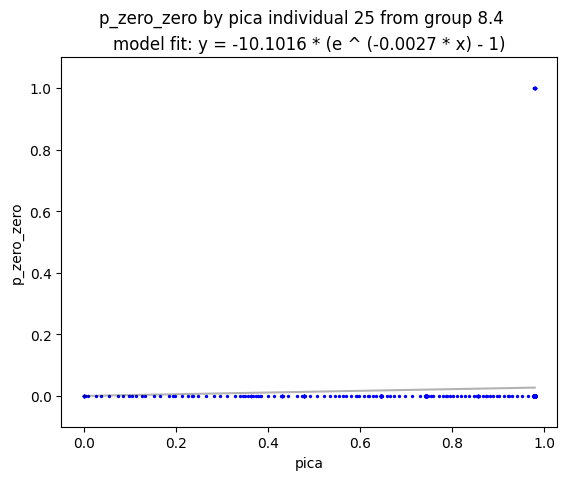 p_zero_zero by pica individual 25 from group 8.4
model fit: y = -10.1016 * (e ^ (-0.0027 * x) - 1)
1.0
0.8
0.6
0.4
0.2
0.0
p_zero_zero
0.0 0.2 0.4 0.6 0.8 1.0
pica